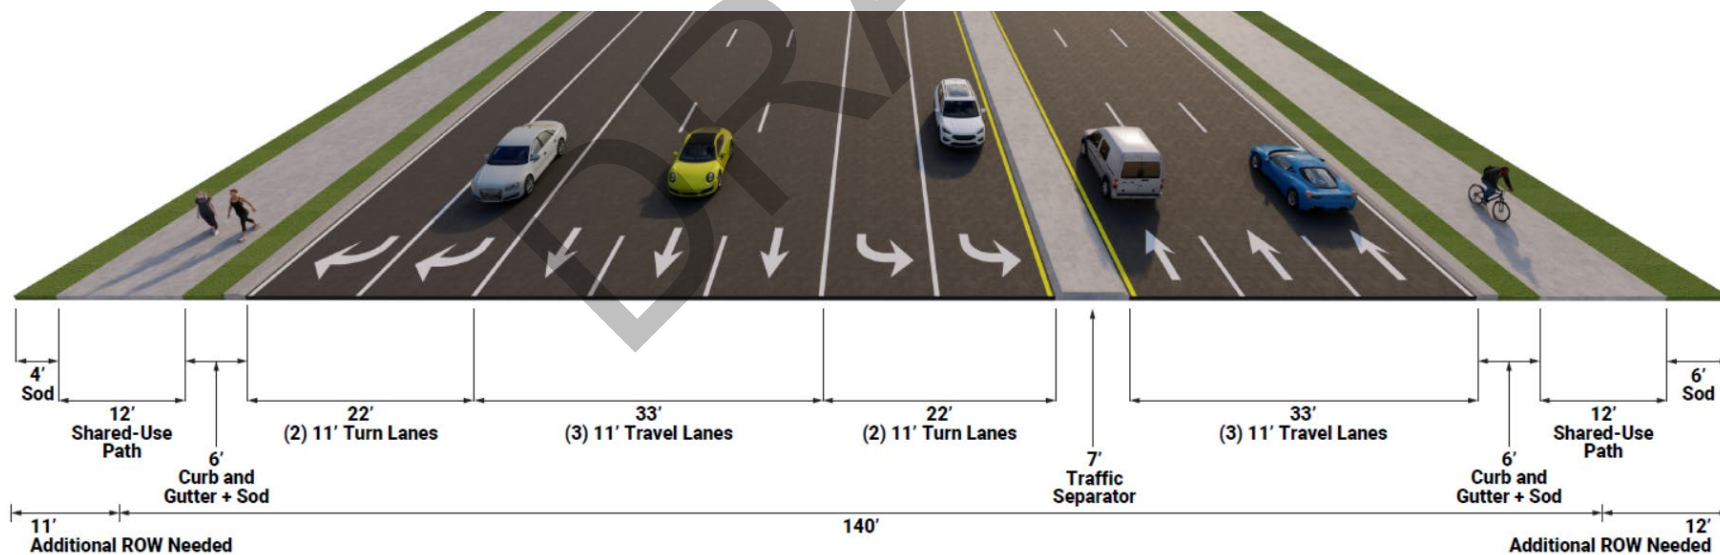 DRA
4'
Sod
12'
Shared-Use
Path
6'
Curb and
Gutter + Sod
22'
(2) 11' Turn Lanes
33'
(3) 11' Travel Lanes
22'
(2) 11' Turn Lanes
7'
Traffic
Separator
33'
(3) 11' Travel Lanes
6'
Curb and
Gutter + Sod
12'
Shared-Use
Path
6'
Sod
11'
Additional ROW Needed
140'
12'
Additional ROW Needed